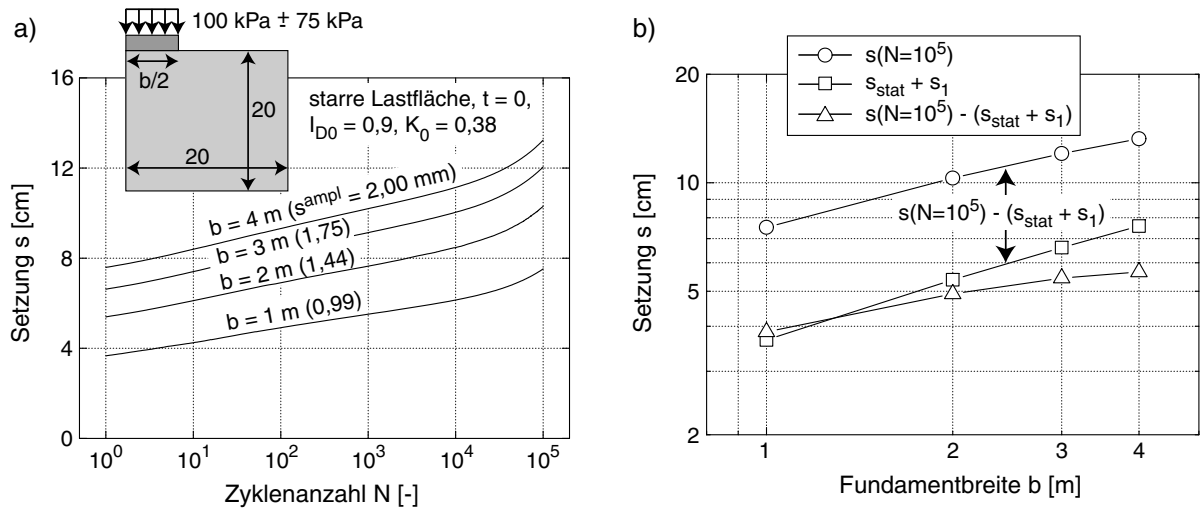 a)
100 kPa ± 75 kPa
b/2
20
20
starre Lastfläche, t = 0,
I_D0 = 0,9, K_0 = 0,38
b = 4 m (s^ampl = 2,00 mm)
b = 3 m (1,75)
b = 2 m (1,44)
b = 1 m (0,99)
16
12
8
4
0
Setzung s [cm]
10^0
10^1
10^2
10^3
10^4
10^5
Zyklenanzahl N [-]
b)
s(N=10^5)
s_stat + s_1
s(N=10^5) - (s_stat + s_1)
s(N=10^5) - (s_stat + s_1)
20
10
5
2
Setzung s [cm]
1
2
3
4
Fundamentbreite b [m]